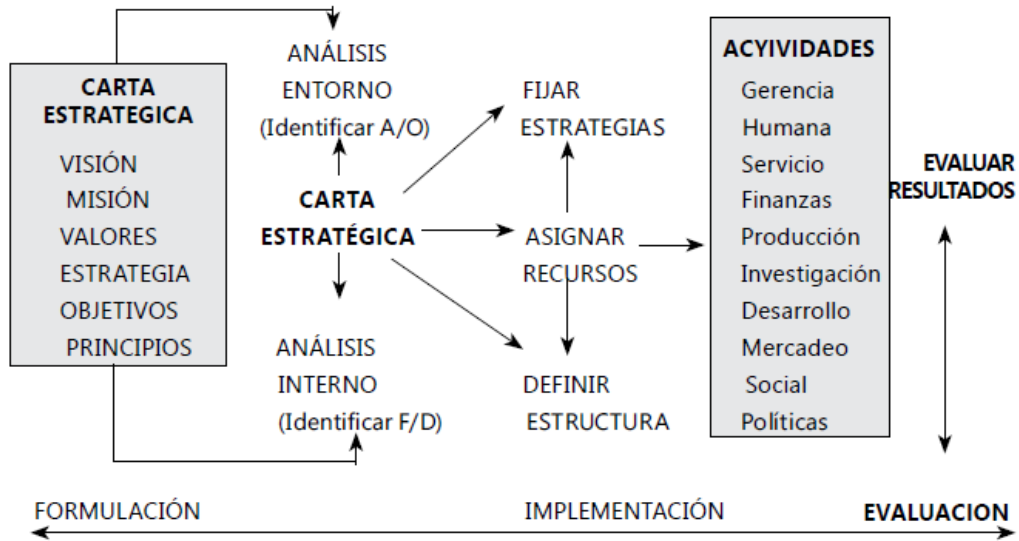 CARTA
ESTRATEGICA
VISIÓN
MISIÓN
VALORES
ESTRATEGIA
OBJETIVOS
PRINCIPIOS
ANÁLISIS
ENTORNO
(Identificar A/O)
CARTA
ESTRATÉGICA
ANÁLISIS
INTERNO
(Identificar F/D)
FIJAR
ESTRATEGIAS
ASIGNAR
RECURSOS
DEFINIR
ESTRUCTURA
ACYIVIDADES
Gerencia
Humana
Servicio
Finanzas
Producción
Investigación
Desarrollo
Mercadeo
Social
Políticas
EVALUAR
RESULTADOS
FORMULACIÓN
IMPLEMENTACIÓN
EVALUACION